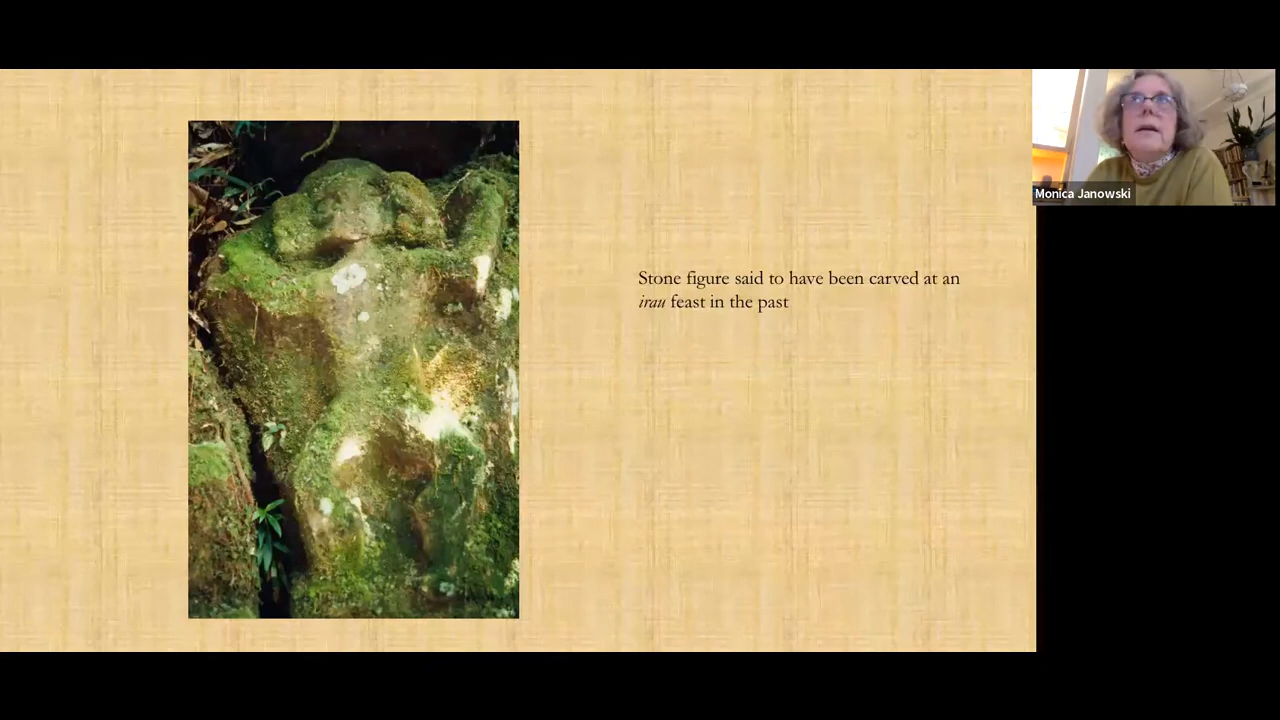 Monica Janowski
Stone figure said to have been carved at an
irau feast in the past